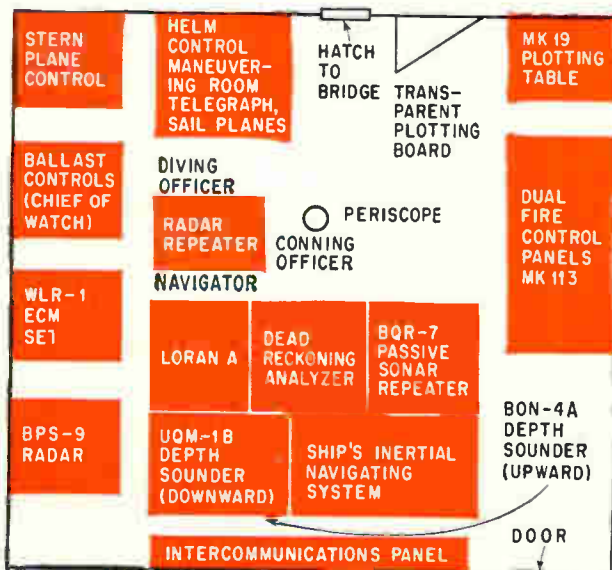 STERN
PLANE
CONTROL
HELM
CONTROL
MANEUVER-
ING ROOM
TELEGRAPH,
SAIL PLANES
HATCH
TO
BRIDGE
TRANS-
PARENT
PLOTTING
BOARD
MK 19
PLOTTING
TABLE
BALLAST
CONTROLS
(CHIEF OF
WATCH)
DIVING
OFFICER
RADAR
REPEATER
NAVIGATOR
PERISCOPE
CONNING
OFFICER
DUAL
FIRE
CONTROL
PANELS
MK 113
WLR-1
ECM
SET
LORAN A
DEAD
RECKONING
ANALYZER
BQR-7
PASSIVE
SONAR
REPEATER
BPS-9
RADAR
UQM-1B
DEPTH
SOUNDER
(DOWNWARD)
SHIP'S INERTIAL
NAVIGATING
SYSTEM
BON-4A
DEPTH
SOUNDER
(UPWARD)
INTERCOMMUNICATIONS PANEL
DOOR